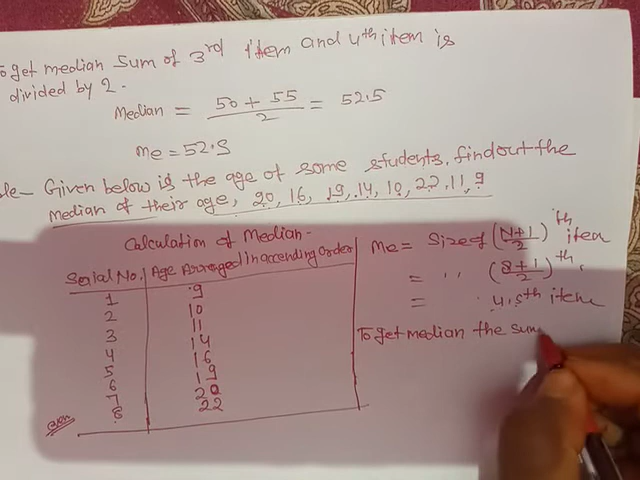 To get median sum of 3rd item and 4th item is
divided by 2.
Median = 50 + 55 / 2 = 52.5
me = 52.5
Given below is the age of some students, find out the
median of their age, 20, 16, 19, 14, 10, 22, 11, 9
Calculation of Median-
Serial No. Age Arranged in accending order
1 9
2 10
3 11
4 14
5 16
6 19
7 20
8 22
even
Me = Size of (N+1/2)th item
= ,, (8+1/2)th ,
= 4.5th item
To get median the sum